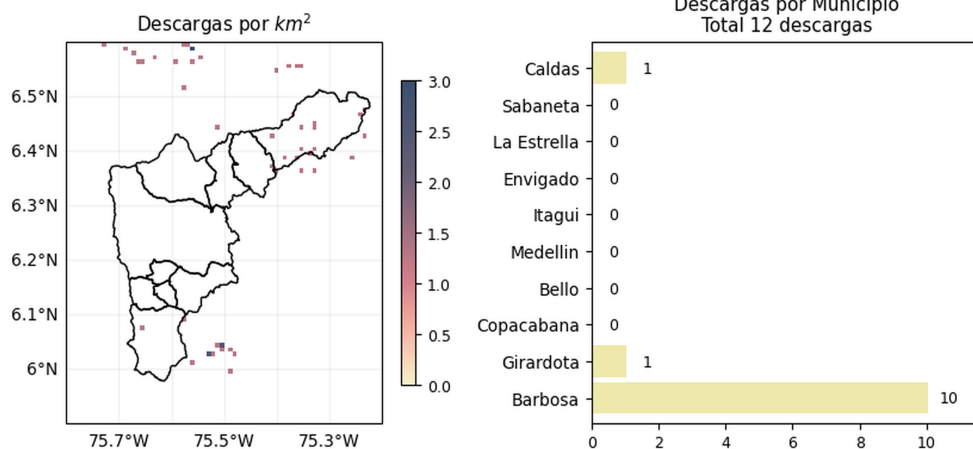 Descargas por km²
6.5°N
6.4°N
6.3°N
6.2°N
6.1°N
6°N
75.7°W 75.5°W 75.3°W
3.0
2.5
2.0
1.5
1.0
0.5
0.0
Descargas por Municipio
Total 12 descargas
Caldas 1
Sabaneta 0
La Estrella 0
Envigado 0
Itagui 0
Medellin 0
Bello 0
Copacabana 0
Girardota 1
Barbosa 10
0 2 4 6 8 10